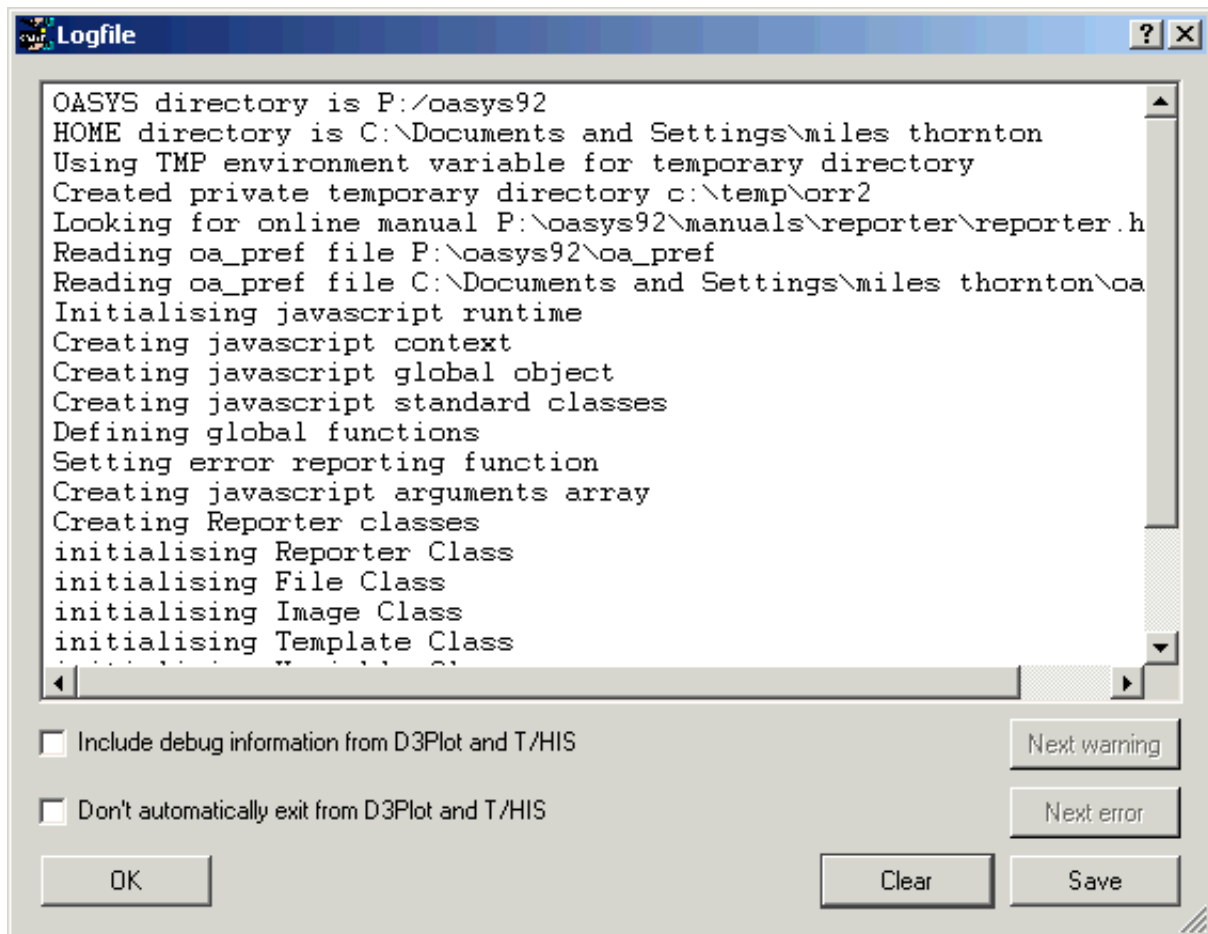 Logfile
OASYS directory is P:/oasys92
HOME directory is C:\Documents and Settings\miles thornton
Using TMP environment variable for temporary directory
Created private temporary directory c:\temp\orr2
Looking for online manual P:\oasys92\manuals\reporter\reporter.h
Reading oa_pref file P:\oasys92\oa_pref
Reading oa_pref file C:\Documents and Settings\miles thornton\oa
Initialising javascript runtime
Creating javascript context
Creating javascript global object
Creating javascript standard classes
Defining global functions
Setting error reporting function
Creating javascript arguments array
Creating Reporter classes
initialising Reporter Class
initialising File Class
initialising Image Class
initialising Template Class
Include debug information from D3Plot and T/HIS
Next warning
Don't automatically exit from D3Plot and T/HIS
Next error
OK
Clear
Save